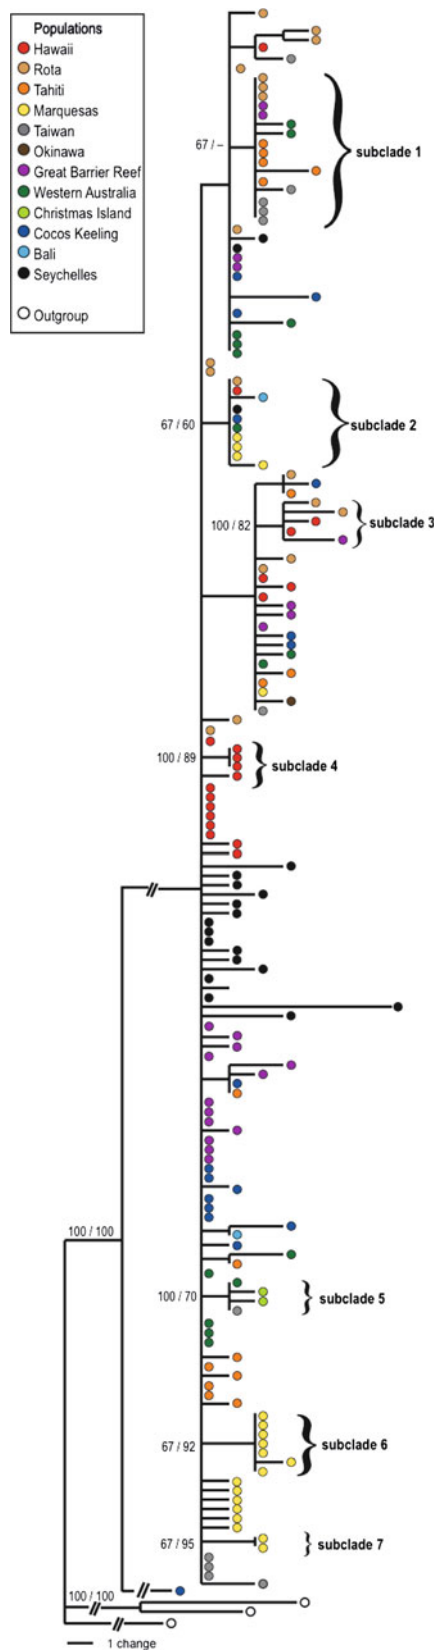 Populations
Hawaii
Rota
Tahiti
Marquesas
Taiwan
Okinawa
Great Barrier Reef
Western Australia
Christmas Island
Cocos Keeling
Bali
Seychelles
Outgroup
67 / –
subclade 1
67 / 60
subclade 2
100 / 82
subclade 3
100 / 89
subclade 4
100 / 100
100 / 70
subclade 5
67 / 92
subclade 6
67 / 95
subclade 7
100 / 100
1 change